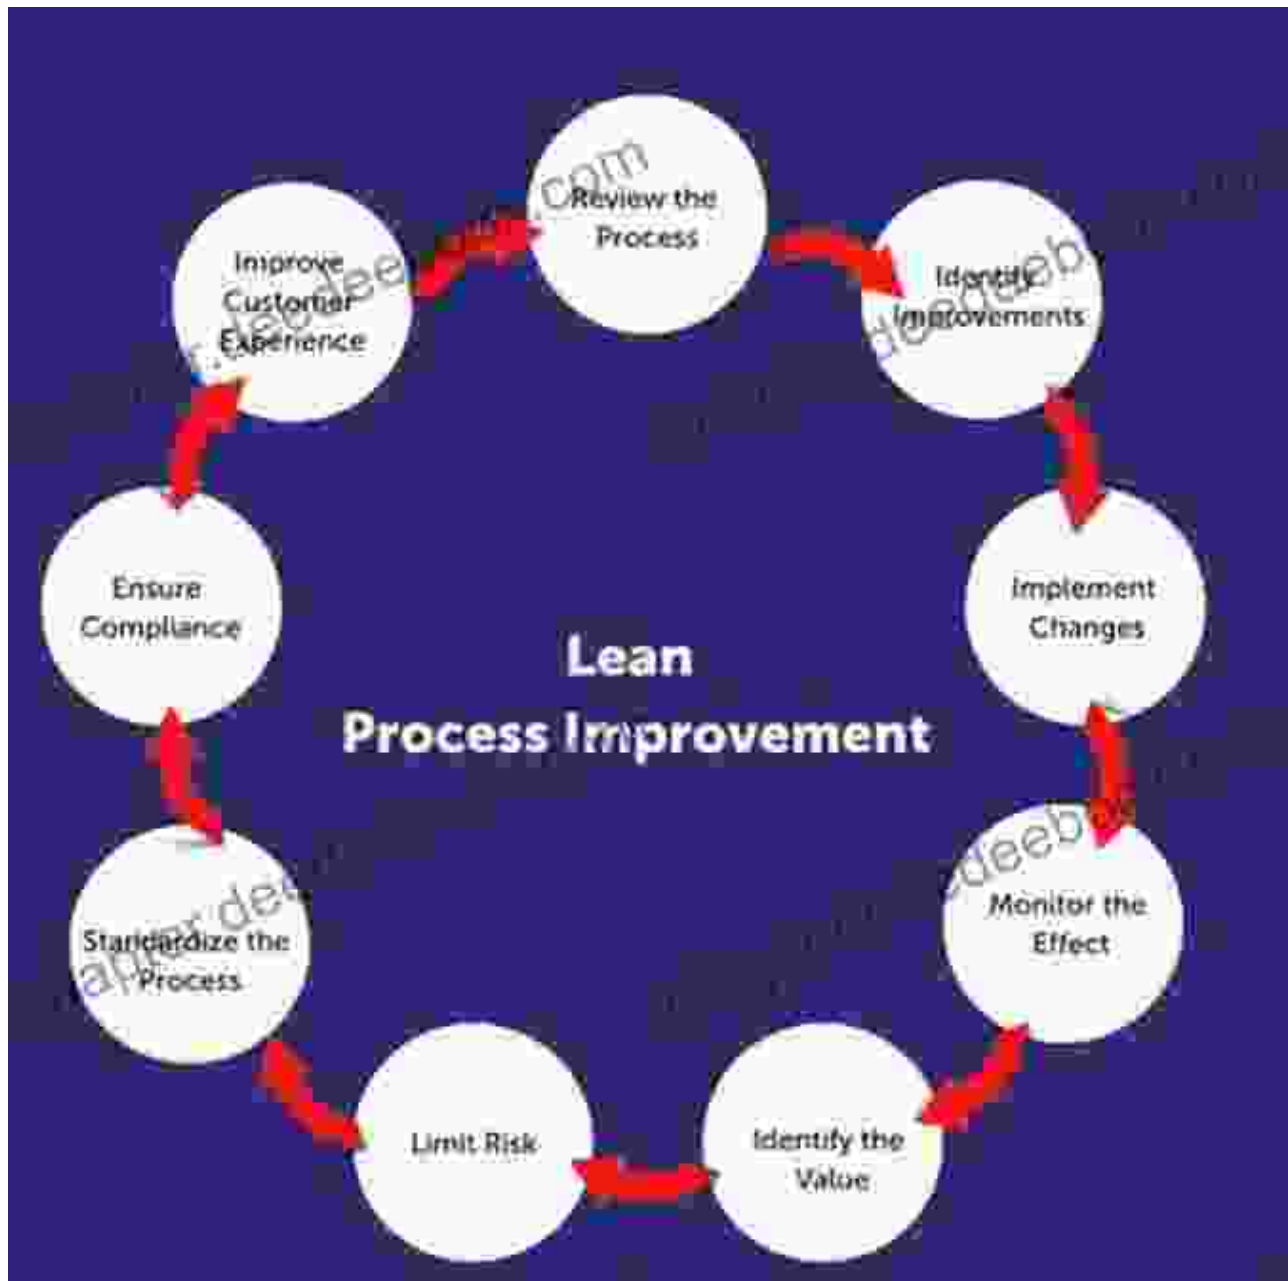 Review the
Process
Identify
Improvements
Implement
Changes
Monitor the
Effect
Identify the
Value
Limit Risk
Standardize the
Process
Ensure
Compliance
Improve
Customer
Experience
Lean
Process Improvement
.com